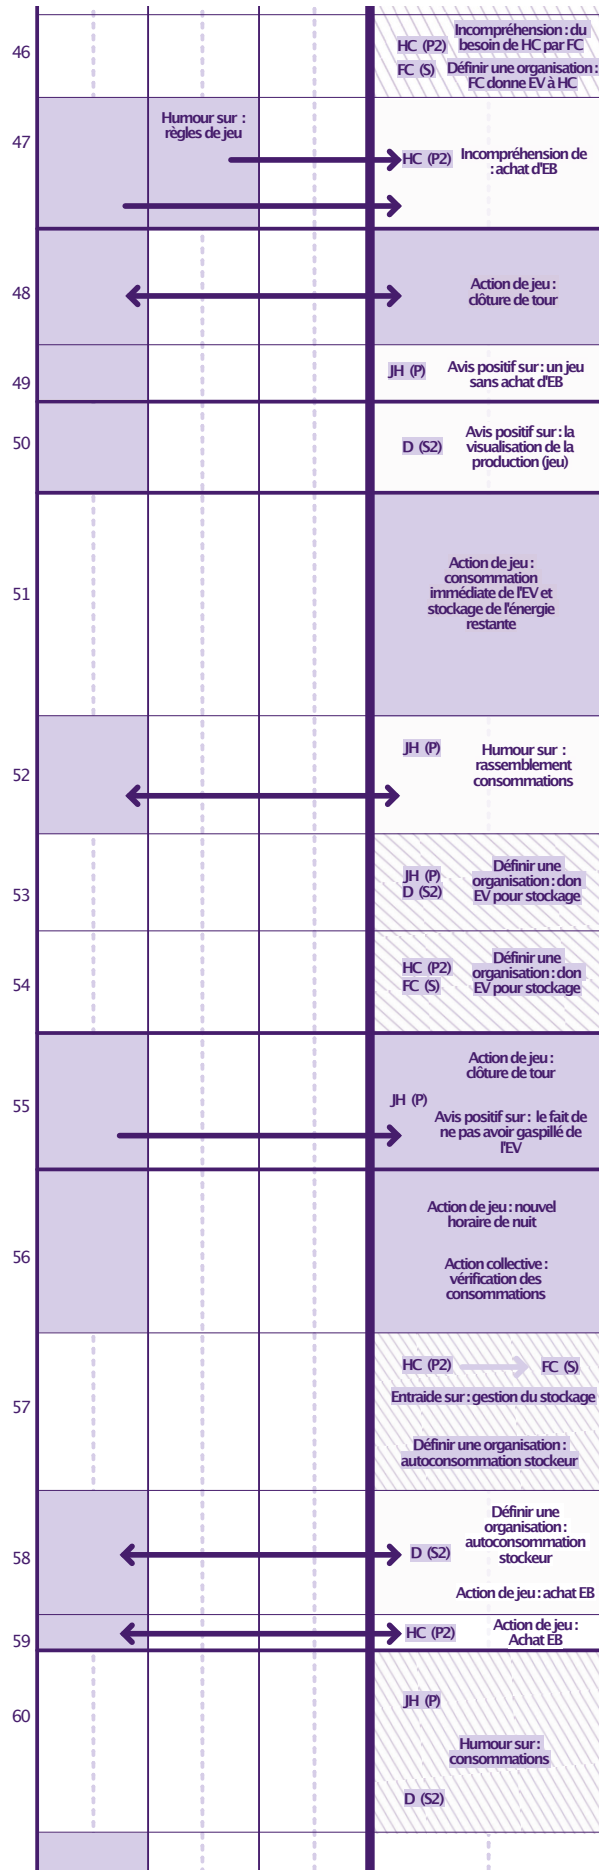 46
Incompréhension : du
HC (P2) besoin de HC par FC
FC (S) Définir une organisation :
FC donne EV à HC
47
Humour sur :
règles de jeu
HC (P2) Incompréhension de
: achat d'EB
48
Action de jeu :
clôture de tour
49
JH (P) Avis positif sur : un jeu
sans achat d'EB
50
D (S2) Avis positif sur : la
visualisation de la
production (jeu)
51
Action de jeu :
consommation
immédiate de l'EV et
stockage de l'énergie
restante
52
JH (P) Humour sur :
rassemblement
consommations
53
JH (P)
D (S2)
Définir une
organisation : don
EV pour stockage
54
HC (P2)
FC (S)
Définir une
organisation : don
EV pour stockage
55
Action de jeu :
clôture de tour
JH (P)
Avis positif sur : le fait de
ne pas avoir gaspillé de
l'EV
56
Action de jeu : nouvel
horaire de nuit
Action collective :
vérification des
consommations
57
HC (P2) FC (S)
Entraide sur : gestion du stockage
Définir une organisation :
autoconsommation stockeur
58
D (S2)
Définir une
organisation :
autoconsommation
stockeur
Action de jeu : achat EB
59
HC (P2) Action de jeu :
Achat EB
60
JH (P)
Humour sur :
consommations
D (S2)